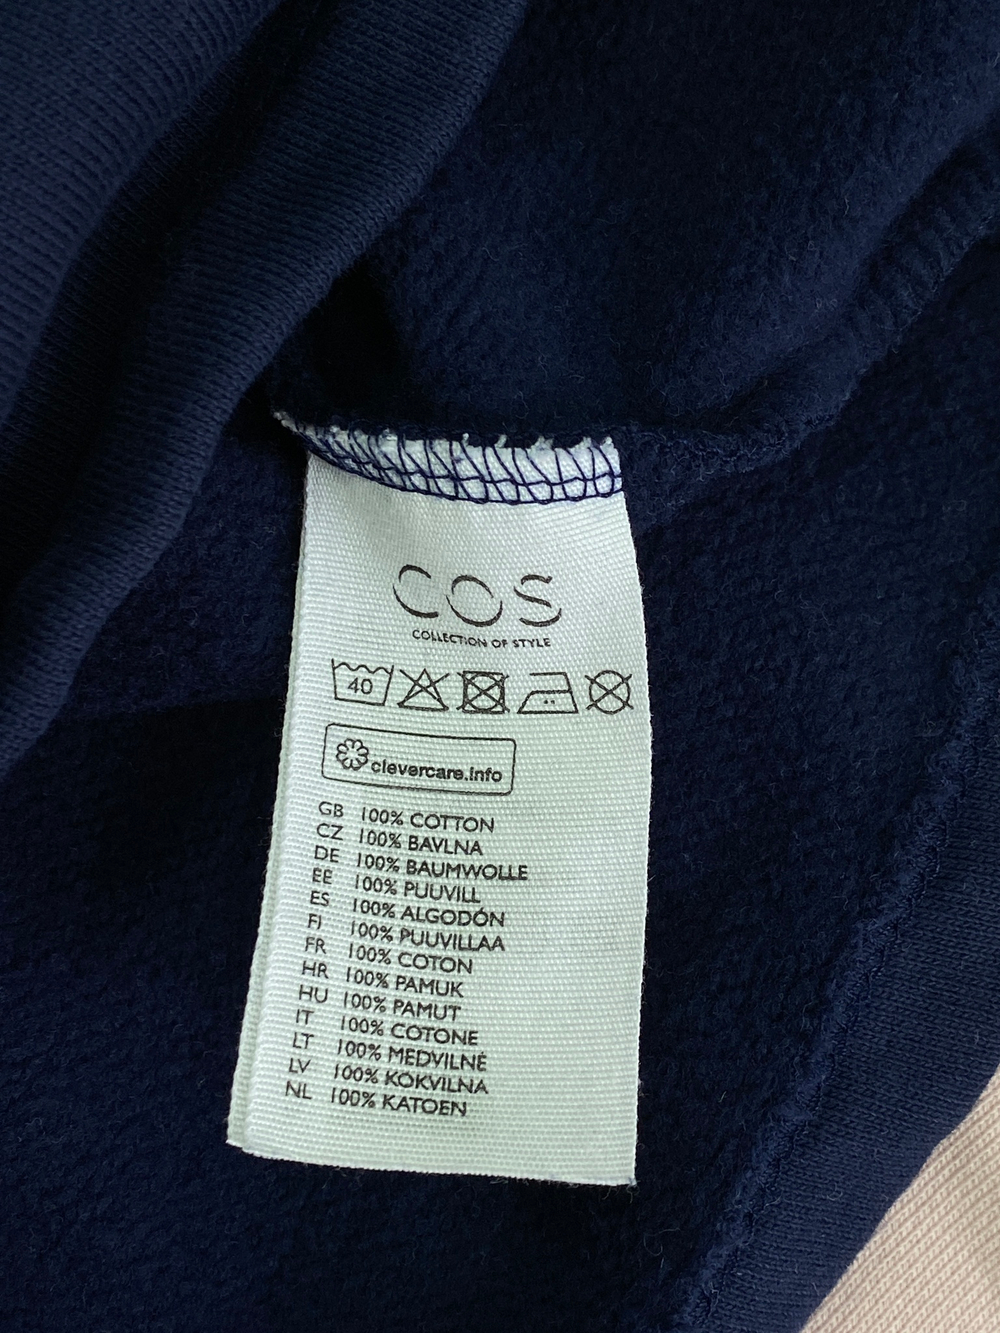 COS
COLLECTION OF STYLE
40
clevercare.info
GB 100% COTTON
CZ 100% BAVLNA
DE 100% BAUMWOLLE
EE 100% PUUVILL
ES 100% ALGODÓN
FI 100% PUUVILLAA
FR 100% COTON
HR 100% PAMUK
HU 100% PAMUT
IT 100% COTONE
LT 100% MEDVILNĖ
LV 100% KOKVILNA
NL 100% KATOEN